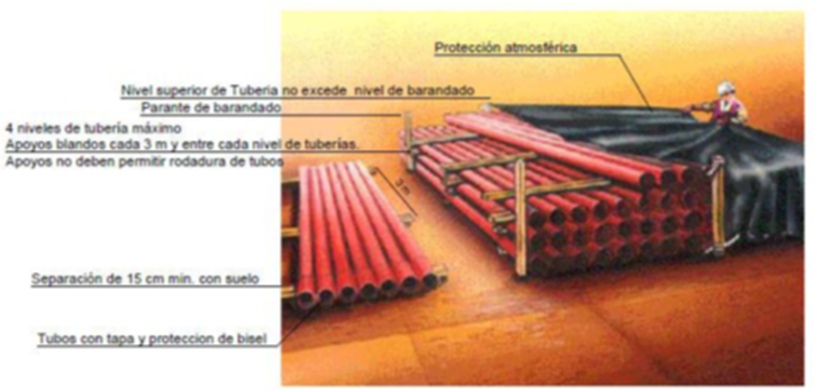 Protección atmosférica
Nivel superior de Tuberia no excede nivel de barandado
Parante de barandado
4 niveles de tubería máximo
Apoyos blandos cada 3 m y entre cada nivel de tuberías.
Apoyos no deben permitir rodadura de tubos
3 m
Separación de 15 cm min. con suelo
Tubos con tapa y proteccion de bisel